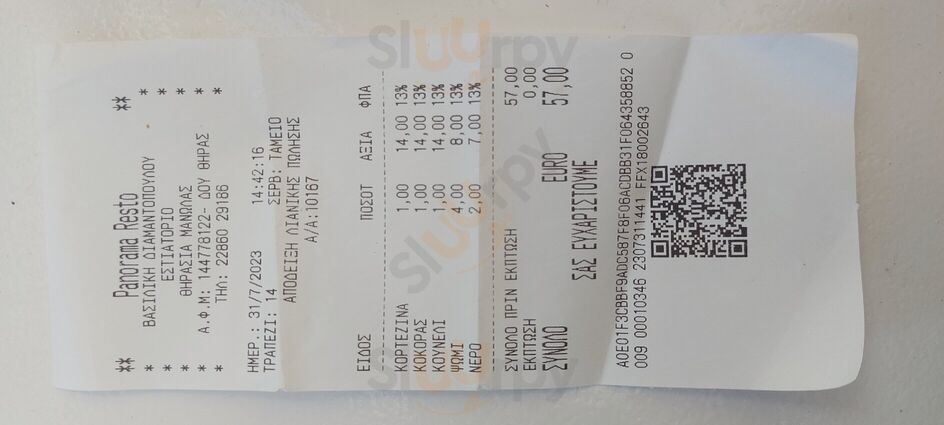 ** Panorama Resto **
* ΒΑΣΙΛΙΚΗ ΔΙΑΜΑΝΤΟΠΟΥΛΟΥ *
* ΕΣΤΙΑΤΟΡΙΟ *
* ΘΗΡΑΣΙΑ ΜΑΝΩΛΑΣ *
* Α.Φ.Μ: 144778122- ΔΟΥ ΘΗΡΑΣ *
* ΤΗΛ: 22860 29186 *
ΗΜΕΡ.: 31/7/2023 14:42:16
ΤΡΑΠΕΖΙ: 14 ΣΕΡΒ: ΤΑΜΕΙΟ
ΑΠΟΔΕΙΞΗ ΛΙΑΝΙΚΗΣ ΠΩΛΗΣΗΣ
Α/Α:10167
ΕΙΔΟΣ ΠΟΣΟΤ ΑΞΙΑ ΦΠΑ
ΚΟΡΤΕΖΙΝΑ 1,00 14,00 13%
ΚΟΚΟΡΑΣ 1,00 14,00 13%
ΚΟΥΝΕΛΙ 1,00 14,00 13%
ΨΩΜΙ 4,00 8,00 13%
ΝΕΡΟ 2,00 7,00 13%
ΣΥΝΟΛΟ ΠΡΙΝ ΕΚΠΤΩΣΗ 57,00
ΕΚΠΤΩΣΗ 0,00
ΣΥΝΟΛΟ EURO 57,00
ΣΑΣ ΕΥΧΑΡΙΣΤΟΥΜΕ
A0E01F3CBBF9ADC587F8F06ACDBB31F064358852 0
009 00010346 2307311441 FFX18002643
Sluurpy
Sluurpy
Sluurpy